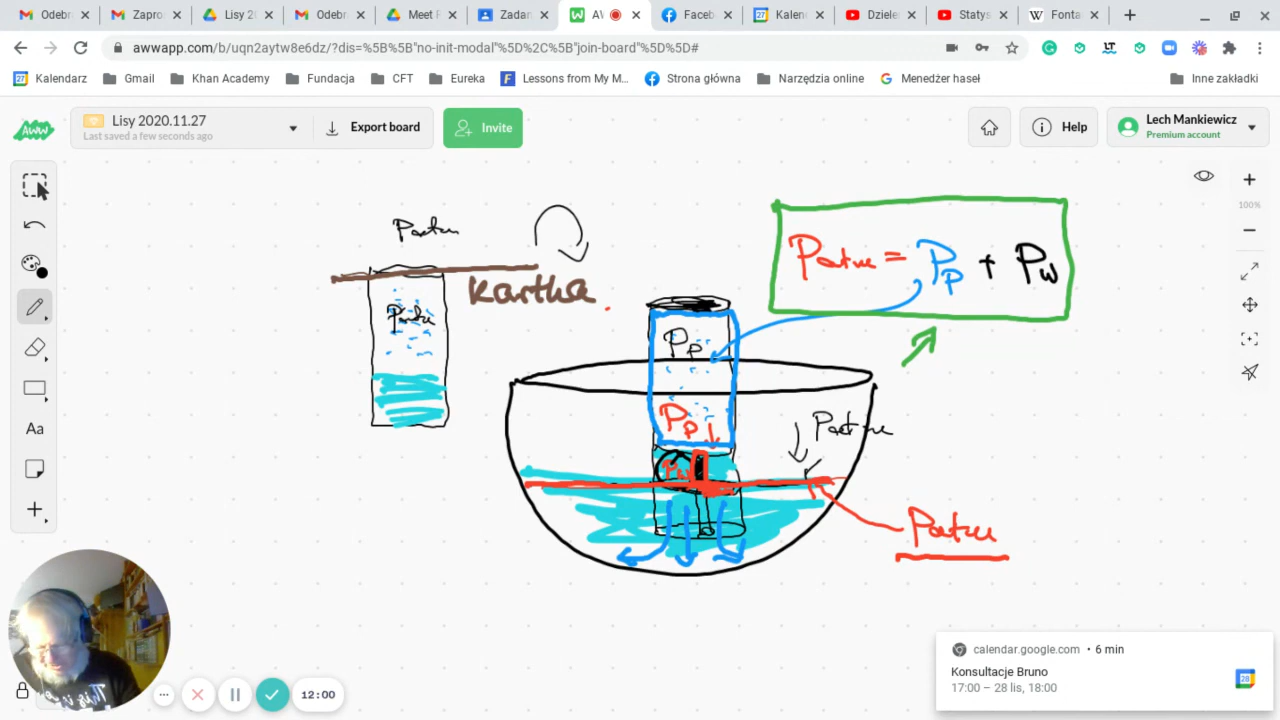 Odebr
Zapro
Lisy 2
Odebr
Meet P
Zadan
AW
Faceb
Kalen
Dziele
Statys
Fonta
awwapp.com/b/uqn2aytw8e6dz/?dis=%5B%5B"no-init-modal"%5D%2C%5B"join-board"%5D%5D#
Kalendarz
Gmail
Khan Academy
Fundacja
CFT
Eureka
Lessons from My M...
Strona główna
Narzędzia online
Menedżer haseł
Inne zakładki
AWW
Lisy 2020.11.27
Last saved a few seconds ago
Export board
Invite
Help
Lech Mankiewicz
Premium account
100%
Aa
Patm
kartka
Patm = Pp + Pw
Pp
Pp
Pw
Patm
Patm
12:00
calendar.google.com • 6 min
Konsultacje Bruno
17:00 – 28 lis, 18:00
28